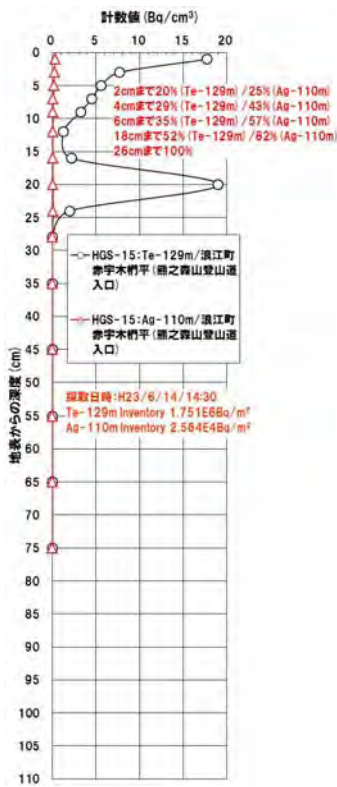 計数値(Bq/cm³)
0 5 10 15 20
0
5
10
15
20
25
28
33
38
45
50
55
60
65
70
75
80
85
90
95
100
105
110
地表からの深度(cm)
2cmまで20%(Te-129m)/25%(Ag-110m)
4cmまで29%(Te-129m)/43%(Ag-110m)
6cmまで35%(Te-129m)/57%(Ag-110m)
18cmまで52%(Te-129m)/82%(Ag-110m)
26cmまで100%
HGS-15:Te-129m/浪江町
赤宇木椚平(熊之森山登山道
入口)
HGS-15:Ag-110m/浪江町
赤宇木椚平(熊之森山登山道
入口)
採取日時:H23/6/14/14:30
Te-129m Inventory 1.751E6Bq/m²
Ag-110m Inventory 2.584E4Bq/m²